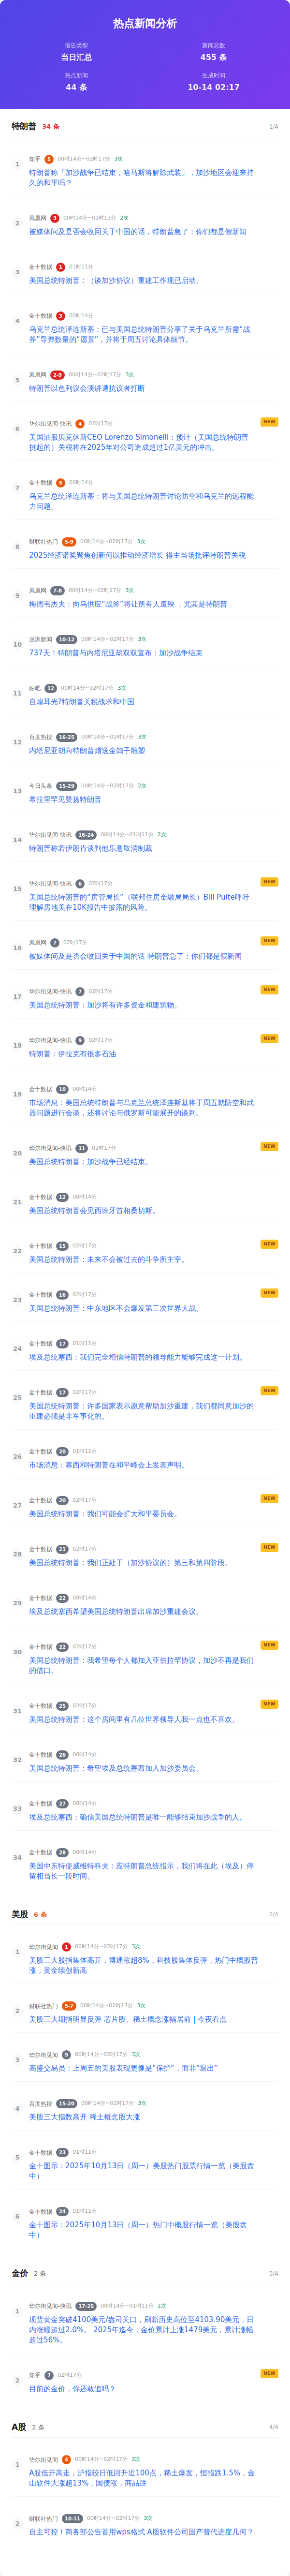 热点新闻分析
报告类型
当日汇总
新闻总数
455 条
热点新闻
44 条
生成时间
10-14 02:17
特朗普 34 条 1/4
1
知乎 5 00时14分~02时17分 3次
特朗普称「加沙战争已结束，哈马斯将解除武装」，加沙地区会迎来持
久的和平吗？
2
凤凰网 3 00时14分~01时11分 2次
被媒体问及是否会收回关于中国的话，特朗普急了：你们都是假新闻
3
金十数据 1 01时11分
美国总统特朗普：（谈加沙协议）重建工作现已启动。
4
金十数据 3 00时14分
乌克兰总统泽连斯基：已与美国总统特朗普分享了关于乌克兰所需“战
斧”导弹数量的“愿景”，并将于周五讨论具体细节。
5
凤凰网 2-9 00时14分~02时17分 3次
特朗普以色列议会演讲遭抗议者打断
6
华尔街见闻-快讯 4 02时17分 NEW
美国油服贝克休斯CEO Lorenzo Simonelli：预计（美国总统特朗普
挑起的）关税将在2025年对公司造成超过1亿美元的冲击。
7
金十数据 5 00时14分
乌克兰总统泽连斯基：将与美国总统特朗普讨论防空和乌克兰的远程能
力问题。
8
财联社热门 5-9 00时14分~02时17分 3次
2025经济诺奖聚焦创新何以推动经济增长 得主当场批评特朗普关税
9
凤凰网 7-8 00时14分~02时17分 3次
梅德韦杰夫：向乌供应“战斧”将让所有人遭殃 ，尤其是特朗普
10
澎湃新闻 10-12 00时14分~02时17分 3次
737天！特朗普与内塔尼亚胡双双宣布：加沙战争结束
11
贴吧 12 00时14分~02时17分 3次
自扇耳光?特朗普关税战求和中国
12
百度热搜 16-25 00时14分~02时17分 3次
内塔尼亚胡向特朗普赠送金鸽子雕塑
13
今日头条 15-29 00时14分~02时17分 2次
希拉里罕见赞扬特朗普
14
华尔街见闻-快讯 16-24 00时14分~01时11分 2次
特朗普称若伊朗肯谈判他乐意取消制裁
15
华尔街见闻-快讯 6 02时17分 NEW
美国总统特朗普的“房管局长”（联邦住房金融局局长）Bill Pulte呼吁
理解房地美在10K报告中披露的风险。
16
凤凰网 7 02时17分 NEW
被媒体问及是否会收回关于中国的话 特朗普急了：你们都是假新闻
17
华尔街见闻-快讯 7 02时17分 NEW
美国总统特朗普：加沙将有许多资金和建筑物。
18
华尔街见闻-快讯 9 02时17分 NEW
特朗普：伊拉克有很多石油
19
金十数据 10 00时14分
市场消息：美国总统特朗普与乌克兰总统泽连斯基将于周五就防空和武
器问题进行会谈，还将讨论与俄罗斯可能展开的谈判。
20
华尔街见闻-快讯 11 02时17分 NEW
美国总统特朗普：加沙战争已经结束。
21
金十数据 12 00时14分
美国总统特朗普会见西班牙首相桑切斯。
22
金十数据 15 02时17分 NEW
美国总统特朗普：未来不会被过去的斗争所主宰。
23
金十数据 16 02时17分 NEW
美国总统特朗普：中东地区不会爆发第三次世界大战。
24
金十数据 17 01时11分
埃及总统塞西：我们完全相信特朗普的领导能力能够完成这一计划。
25
金十数据 17 02时17分 NEW
美国总统特朗普：许多国家表示愿意帮助加沙重建，我们都同意加沙的
重建必须是非军事化的。
26
金十数据 20 01时11分
市场消息：塞西和特朗普在和平峰会上发表声明。
27
金十数据 20 02时17分 NEW
美国总统特朗普：我们可能会扩大和平委员会。
28
金十数据 21 02时17分 NEW
美国总统特朗普：我们正处于（加沙协议的）第三和第四阶段。
29
金十数据 22 00时14分
埃及总统塞西希望美国总统特朗普出席加沙重建会议。
30
金十数据 22 02时17分 NEW
美国总统特朗普：我希望每个人都加入亚伯拉罕协议，加沙不再是我们
的借口。
31
金十数据 25 02时17分 NEW
美国总统特朗普：这个房间里有几位世界领导人我一点也不喜欢。
32
金十数据 26 00时14分
美国总统特朗普：希望埃及总统塞西加入加沙委员会。
33
金十数据 27 00时14分
埃及总统塞西：确信美国总统特朗普是唯一能够结束加沙战争的人。
34
金十数据 28 00时14分
美国中东特使威维特科夫：应特朗普总统指示，我们将在此（埃及）停
留相当长一段时间。
美股 6 条 2/4
1
华尔街见闻 1 00时14分~02时17分 3次
美股三大股指集体高开，博通涨超8%，科技股集体反弹，热门中概股普
涨，黄金续创新高
2
财联社热门 5-7 00时14分~02时17分 3次
美股三大期指明显反弹 芯片股、稀土概念涨幅居前 | 今夜看点
3
华尔街见闻 9 00时14分~02时17分 3次
高盛交易员：上周五的美股表现更像是“保护”，而非“退出”
4
百度热搜 15-20 00时14分~02时17分 3次
美股三大指数高开 稀土概念股大涨
5
金十数据 23 01时11分
金十图示：2025年10月13日（周一）美股热门股票行情一览（美股盘
中）
6
金十数据 24 01时11分
金十图示：2025年10月13日（周一）热门中概股行情一览（美股盘
中）
金价 2 条 3/4
1
华尔街见闻-快讯 17-25 00时14分~01时11分 2次
现货黄金突破4100美元/盎司关口，刷新历史高位至4103.90美元，日
内涨幅超过2.0%。 2025年迄今，金价累计上涨1479美元，累计涨幅
超过56%。
2
知乎 7 02时17分 NEW
目前的金价，你还敢追吗？
A股 2 条 4/4
1
华尔街见闻 4 00时14分~02时17分 3次
A股低开高走，沪指较日低回升近100点，稀土爆发，恒指跌1.5%，金
山软件大涨超13%，国债涨，商品跌
2
财联社热门 10-11 00时14分~02时17分 3次
自主可控！商务部公告首用wps格式 A股软件公司国产替代进度几何？